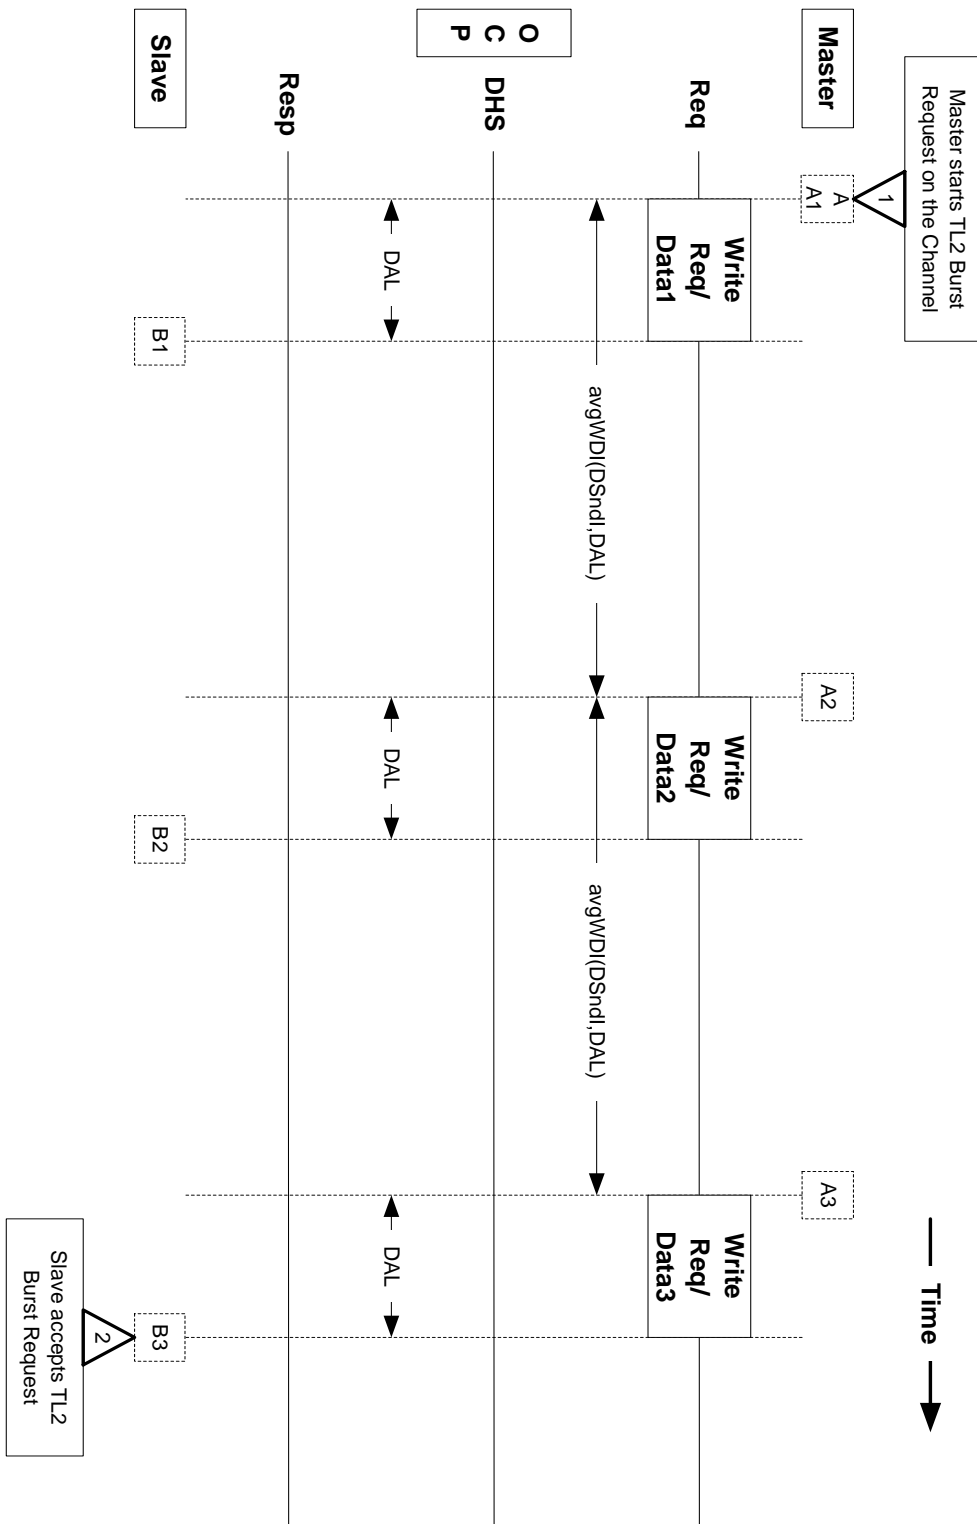 Master starts TL2 Burst
Request on the Channel
1
Time
Master
A
A1
A2
A3
Req
Write
Req/
Data1
Write
Req/
Data2
Write
Req/
Data3
avgWDI(DSndI,DAL)
avgWDI(DSndI,DAL)
O
C
P
DHS
DAL
DAL
DAL
Resp
Slave
B1
B2
B3
2
Slave accepts TL2
Burst Request